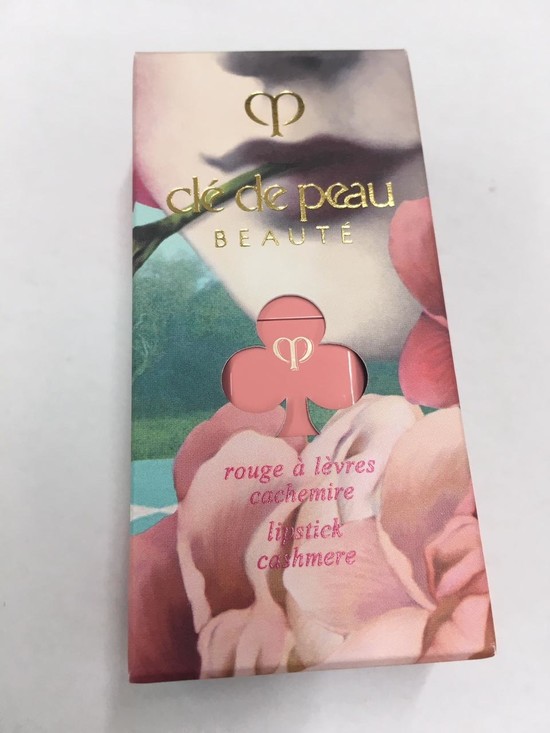 clé de peau
BEAUTÉ
rouge à lèvres
cachemire
lipstick
cashmere